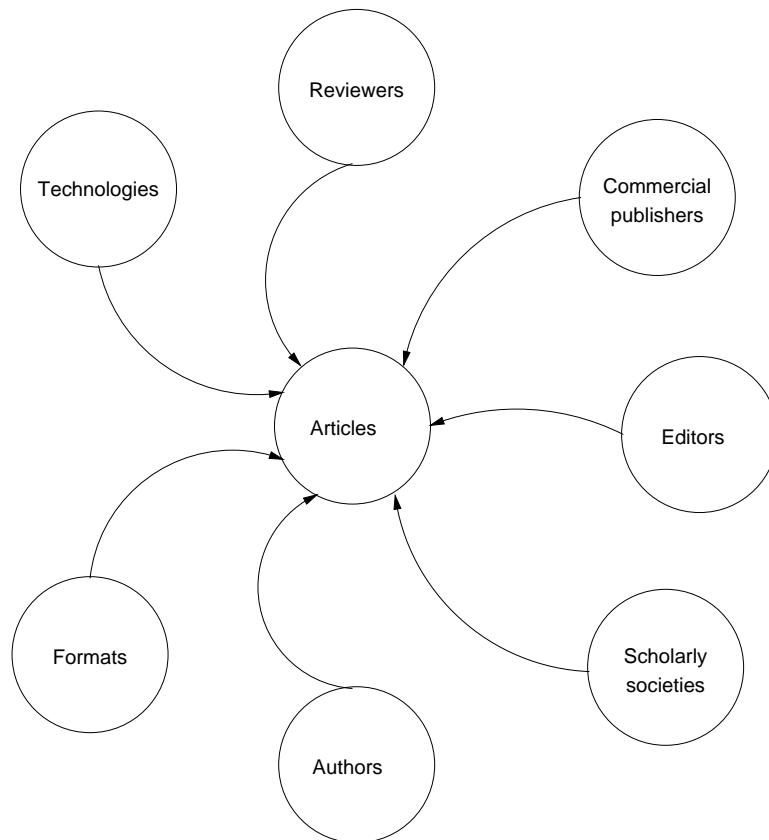 Reviewers
Technologies
Commercial
publishers
Articles
Editors
Formats
Scholarly
societies
Authors